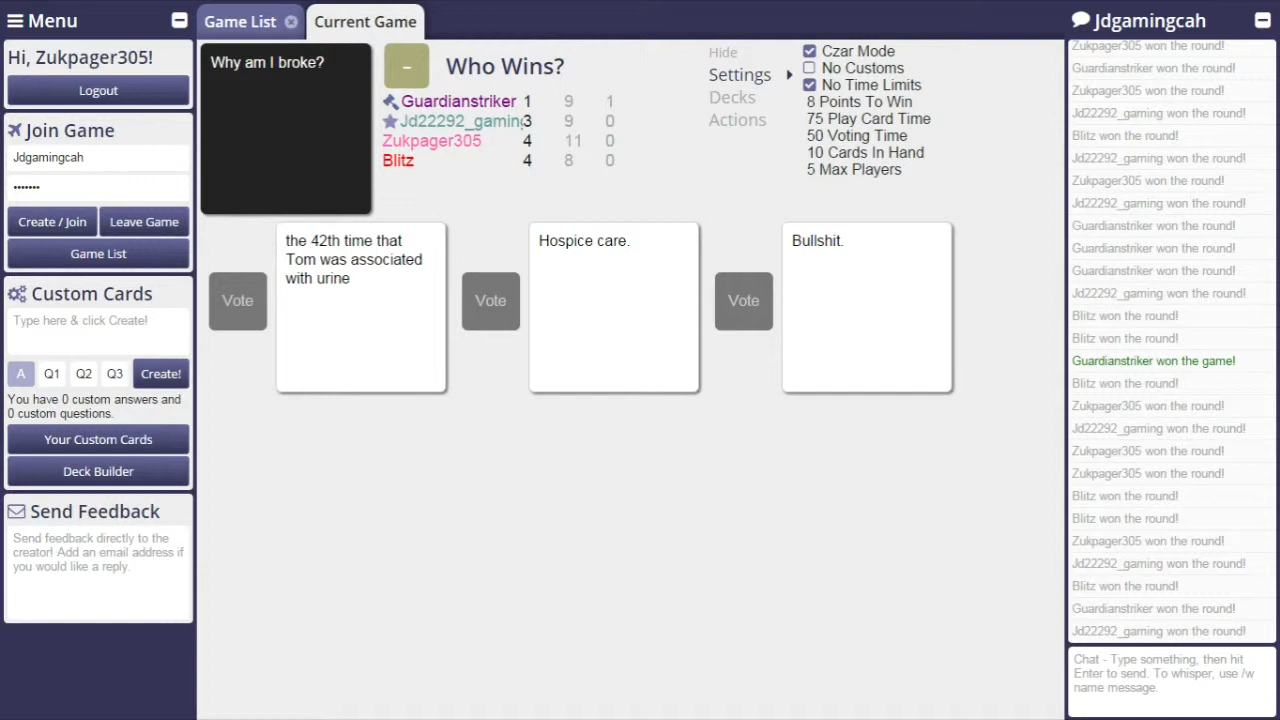 Menu
Hi, Zukpager305!
Logout
Join Game
Jdgamingcah
•••••••
Create / Join
Leave Game
Game List
Custom Cards
Type here & click Create!
A
Q1
Q2
Q3
Create!
You have 0 custom answers and
0 custom questions.
Your Custom Cards
Deck Builder
Send Feedback
Send feedback directly to the
creator! Add an email address if
you would like a reply.
Game List
Current Game
Why am I broke?
–
Who Wins?
Guardianstriker 1 9 1
Jd22292_gaming 3 9 0
Zukpager305 4 11 0
Blitz 4 8 0
Hide
Settings
Decks
Actions
Czar Mode
No Customs
No Time Limits
8 Points To Win
75 Play Card Time
50 Voting Time
10 Cards In Hand
5 Max Players
Vote
the 42th time that
Tom was associated
with urine
Vote
Hospice care.
Vote
Bullshit.
Jdgamingcah
Zukpager305 won the round!
Guardianstriker won the round!
Zukpager305 won the round!
Jd22292_gaming won the round!
Blitz won the round!
Jd22292_gaming won the round!
Zukpager305 won the round!
Jd22292_gaming won the round!
Guardianstriker won the round!
Guardianstriker won the round!
Guardianstriker won the round!
Jd22292_gaming won the round!
Blitz won the round!
Blitz won the round!
Guardianstriker won the game!
Blitz won the round!
Zukpager305 won the round!
Jd22292_gaming won the round!
Zukpager305 won the round!
Zukpager305 won the round!
Blitz won the round!
Blitz won the round!
Zukpager305 won the round!
Jd22292_gaming won the round!
Blitz won the round!
Guardianstriker won the round!
Jd22292_gaming won the round!
Chat - Type something, then hit
Enter to send. To whisper, use /w
name message.